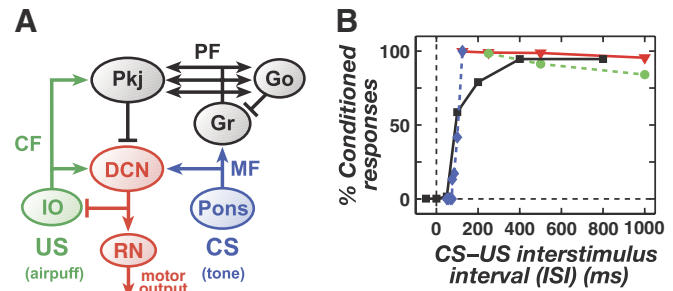 A
PF
Pkj
Go
Gr
CF
DCN
MF
IO
Pons
US
(airpuff)
RN
CS
(tone)
motor
output
B
% Conditioned
responses
100
50
0
0 200 400 600 800 1000
CS–US interstimulus
interval (ISI) (ms)